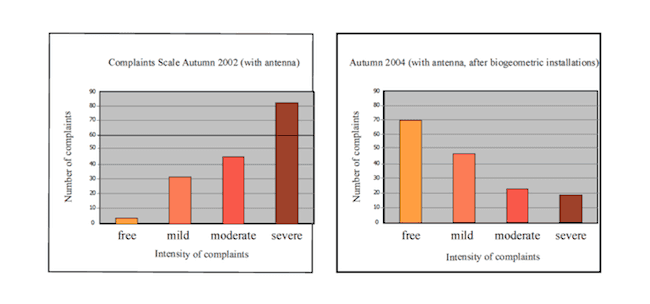 Complaints Scale Autumn 2002 (with antenna)
90
80
70
60
50
40
30
20
10
0
Number of complaints
free mild moderate severe
Intensity of complaints
Autumn 2004 (with antenna, after biogeometric installations)
90
80
70
60
50
40
30
20
10
0
Number of complaints
free mild moderate severe
Intensity of complaints